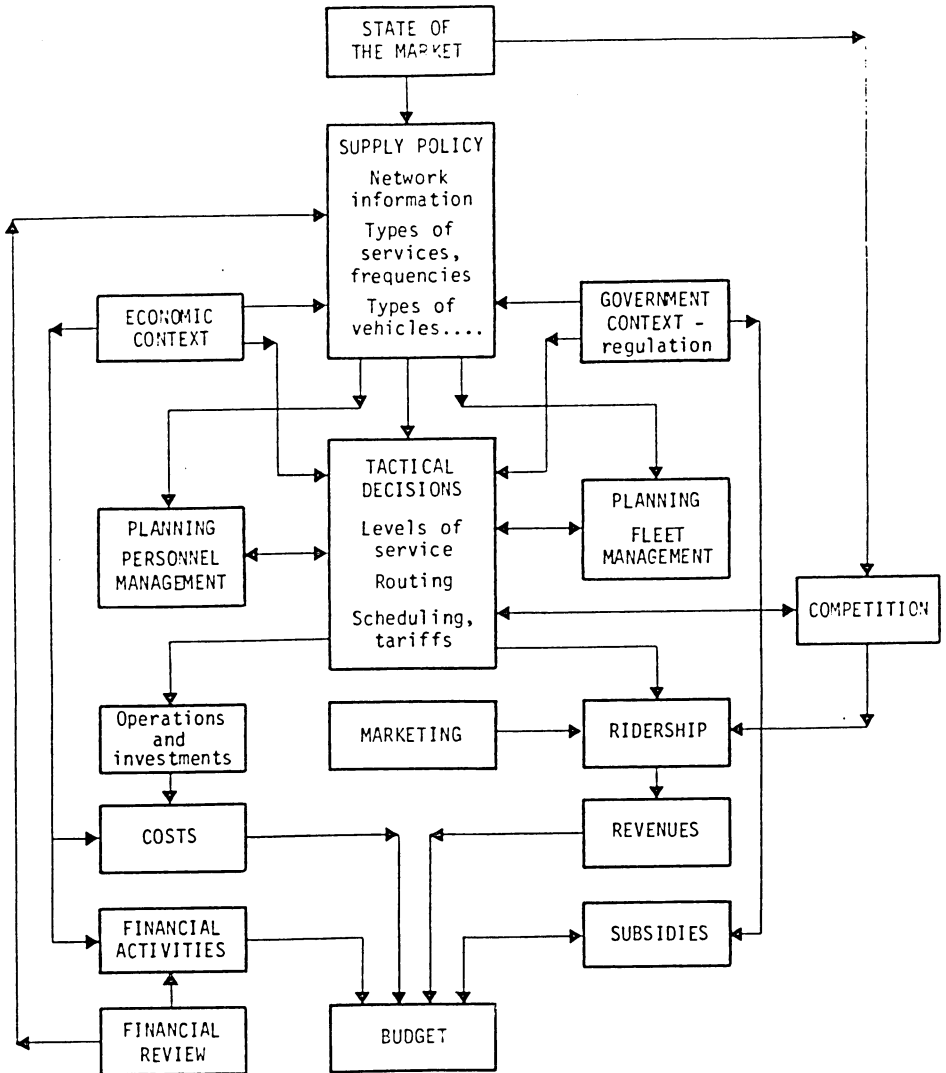 STATE OF
THE MARKET
SUPPLY POLICY
Network
information
Types of
services,
frequencies
Types of
vehicles....
ECONOMIC
CONTEXT
GOVERNMENT
CONTEXT -
regulation
TACTICAL
DECISIONS
Levels of
service
Routing
Scheduling,
tariffs
PLANNING
PERSONNEL
MANAGEMENT
PLANNING
FLEET
MANAGEMENT
COMPETITION
Operations
and
investments
MARKETING
RIDERSHIP
COSTS
REVENUES
FINANCIAL
ACTIVITIES
SUBSIDIES
FINANCIAL
REVIEW
BUDGET